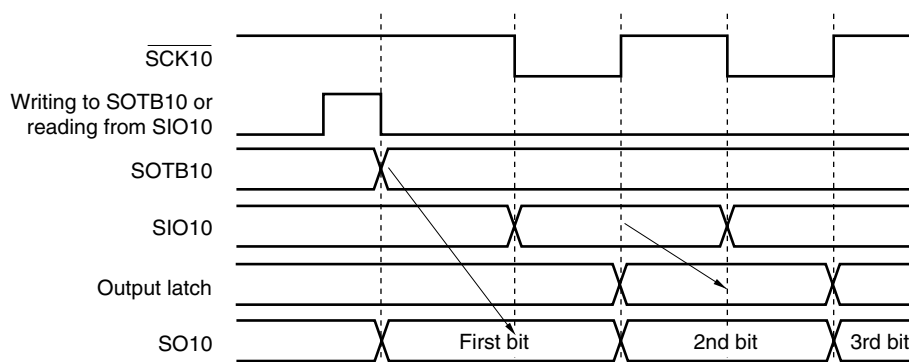 SCK10
Writing to SOTB10 or
reading from SIO10
SOTB10
SIO10
Output latch
SO10
First bit
2nd bit
3rd bit